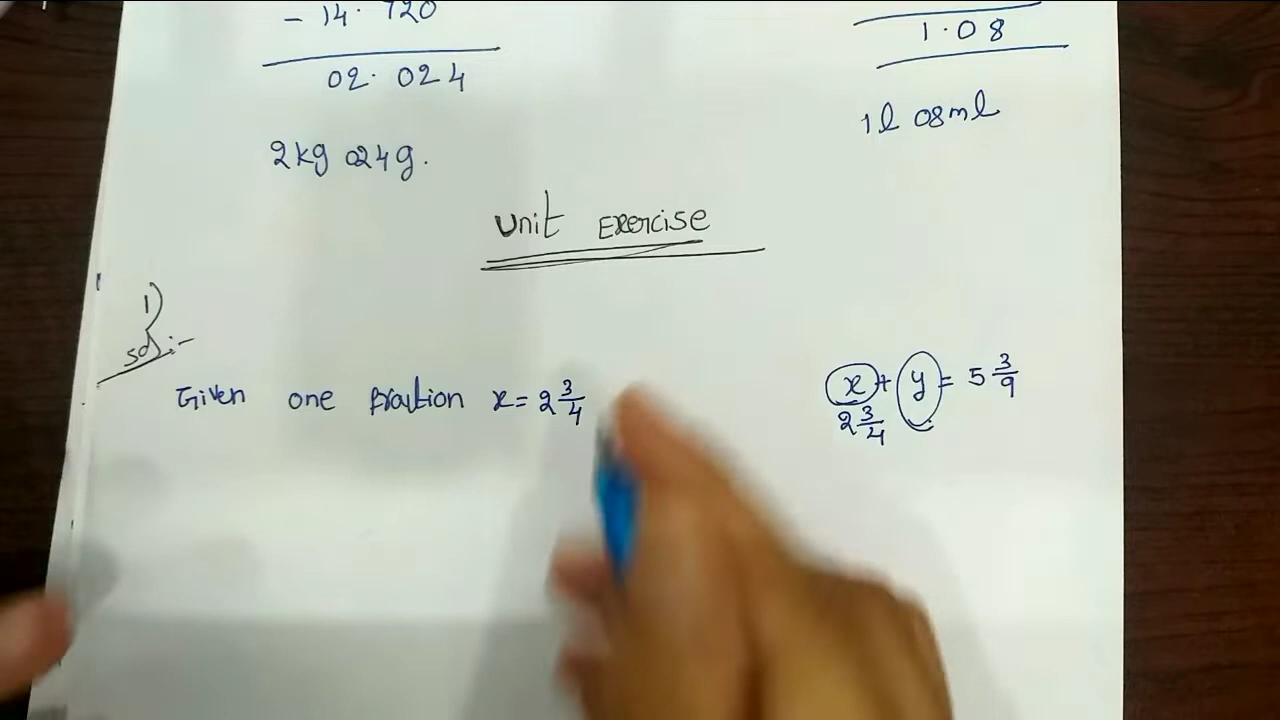 - 14. 720
02. 024
2kg 024g.
1.08
1l 08ml
Unit Exercise
1)
sol:-
Given one fraction x = 2 3/4
x + y = 5 3/9
2 3/4